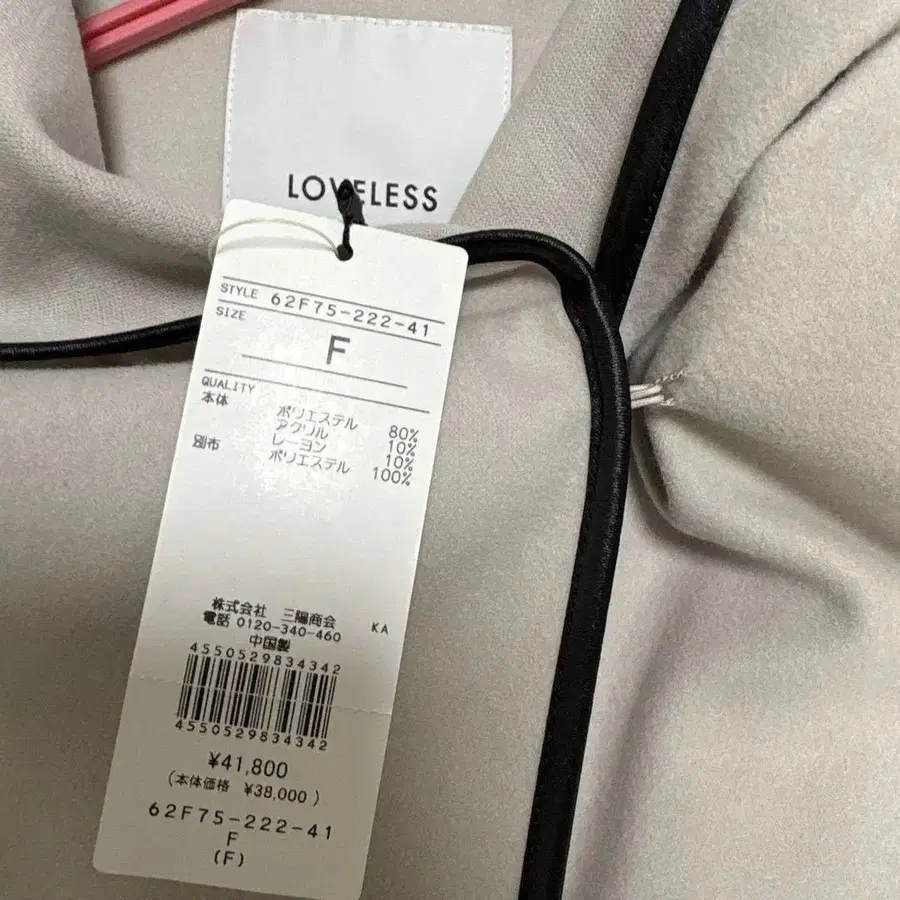 LOVELESS
STYLE 62F75-222-41
SIZE
F
QUALITY
本体 ポリエステル 80%
アクリル 10%
レーヨン 10%
別布 ポリエステル 100%
株式会社 三陽商会
電話 0120-340-460 KA
中国製
4550529834342
4550529834342
¥41,800
(本体価格 ¥38,000)
62F75-222-41
F
(F)